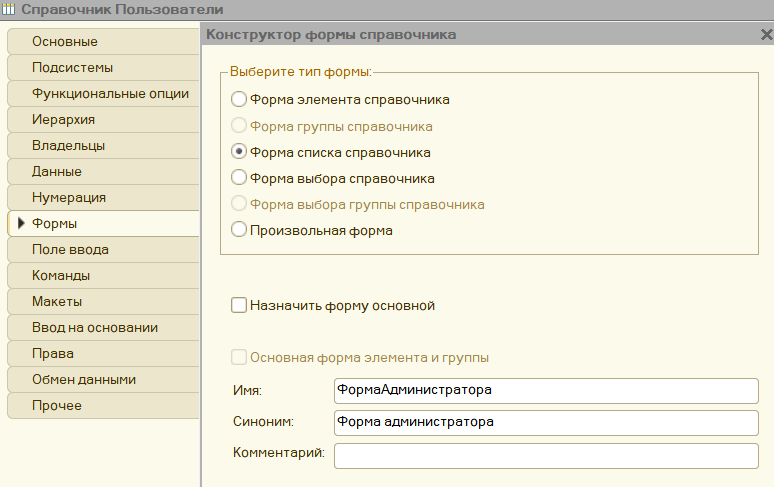 Справочник Пользователи
Основные
Подсистемы
Функциональные опции
Иерархия
Владельцы
Данные
Нумерация
Формы
Поле ввода
Команды
Макеты
Ввод на основании
Права
Обмен данными
Прочее
Конструктор формы справочника
Выберите тип формы:
Форма элемента справочника
Форма группы справочника
Форма списка справочника
Форма выбора справочника
Форма выбора группы справочника
Произвольная форма
Назначить форму основной
Основная форма элемента и группы
Имя: ФормаАдминистратора
Синоним: Форма администратора
Комментарий: